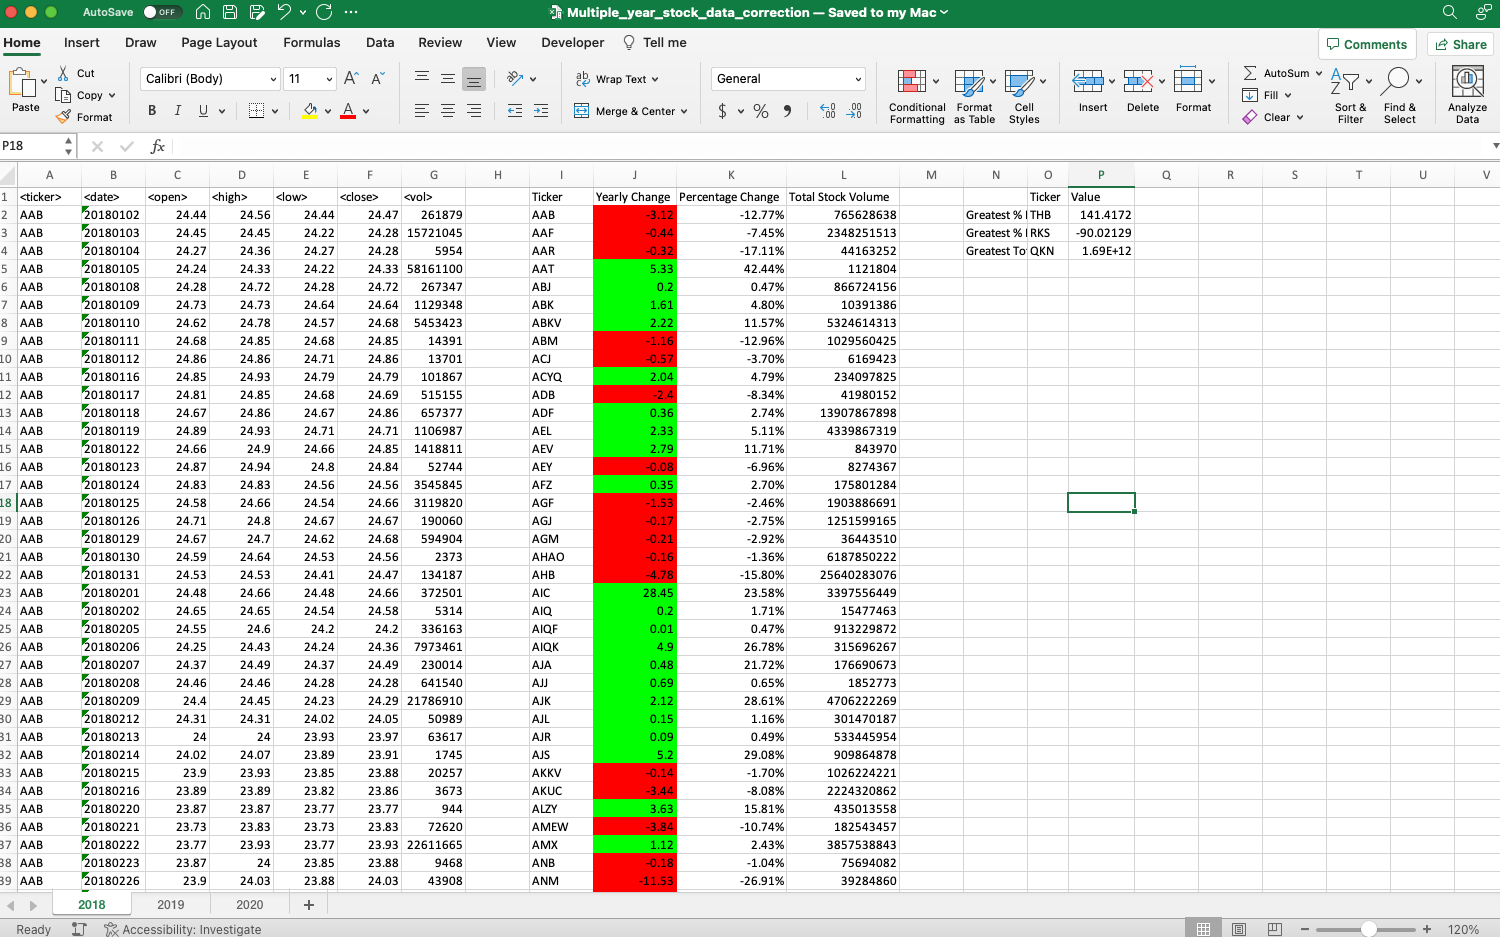 AutoSave OFF Multiple_year_stock_data_correction — Saved to my Mac
Home Insert Draw Page Layout Formulas Data Review View Developer Tell me Comments Share
Paste Cut Copy Format
Calibri (Body) 11 A A
B I U A
Wrap Text
Merge & Center
General
$ % 9
Conditional Formatting Format as Table Cell Styles
Insert Delete Format
AutoSum Fill Clear
Sort & Filter Find & Select Analyze Data
P18 fx
A B C D E F G H I J K L M N O P Q R S T U V
1 <ticker> <date> <open> <high> <low> <close> <vol> Ticker Yearly Change Percentage Change Total Stock Volume Ticker Value
2 AAB 20180102 24.44 24.56 24.44 24.47 261879 AAB -3.12 -12.77% 765628638 Greatest % I THB 141.4172
3 AAB 20180103 24.45 24.45 24.22 24.28 15721045 AAF -0.44 -7.45% 2348251513 Greatest % I RKS -90.02129
4 AAB 20180104 24.27 24.36 24.27 24.28 5954 AAR -0.32 -17.11% 44163252 Greatest To QKN 1.69E+12
5 AAB 20180105 24.24 24.33 24.22 24.33 58161100 AAT 5.33 42.44% 1121804
6 AAB 20180108 24.28 24.72 24.28 24.72 267347 ABJ 0.2 0.47% 866724156
7 AAB 20180109 24.73 24.73 24.64 24.64 1129348 ABK 1.61 4.80% 10391386
8 AAB 20180110 24.62 24.78 24.57 24.68 5453423 ABKV 2.22 11.57% 5324614313
9 AAB 20180111 24.68 24.85 24.68 24.85 14391 ABM -1.16 -12.96% 1029560425
10 AAB 20180112 24.86 24.86 24.71 24.86 13701 ACJ -0.57 -3.70% 6169423
11 AAB 20180116 24.85 24.93 24.79 24.79 101867 ACYQ 2.04 4.79% 234097825
12 AAB 20180117 24.81 24.85 24.68 24.69 515155 ADB -2.4 -8.34% 41980152
13 AAB 20180118 24.67 24.86 24.67 24.86 657377 ADF 0.36 2.74% 13907867898
14 AAB 20180119 24.89 24.93 24.71 24.71 1106987 AEL 2.33 5.11% 4339867319
15 AAB 20180122 24.66 24.9 24.66 24.85 1418811 AEV 2.79 11.71% 843970
16 AAB 20180123 24.87 24.94 24.8 24.84 52744 AEY -0.08 -6.96% 8274367
17 AAB 20180124 24.83 24.83 24.56 24.56 3545845 AFZ 0.35 2.70% 175801284
18 AAB 20180125 24.58 24.66 24.54 24.66 3119820 AGF -1.53 -2.46% 1903886691
19 AAB 20180126 24.71 24.8 24.67 24.67 190060 AGJ -0.17 -2.75% 1251599165
20 AAB 20180129 24.67 24.7 24.62 24.68 594904 AGM -0.21 -2.92% 36443510
21 AAB 20180130 24.59 24.64 24.53 24.56 2373 AHAO -0.16 -1.36% 6187850222
22 AAB 20180131 24.53 24.53 24.41 24.47 134187 AHB -4.78 -15.80% 25640283076
23 AAB 20180201 24.48 24.66 24.48 24.66 372501 AIC 28.45 23.58% 3397556449
24 AAB 20180202 24.65 24.65 24.54 24.58 5314 AIQ 0.2 1.71% 15477463
25 AAB 20180205 24.55 24.6 24.2 24.2 336163 AIQF 0.01 0.47% 913229872
26 AAB 20180206 24.25 24.43 24.24 24.36 7973461 AIQK 4.9 26.78% 315696267
27 AAB 20180207 24.37 24.49 24.37 24.49 230014 AJA 0.48 21.72% 176690673
28 AAB 20180208 24.46 24.46 24.28 24.28 641540 AJJ 0.69 0.65% 1852773
29 AAB 20180209 24.4 24.45 24.23 24.29 21786910 AJK 2.12 28.61% 4706222269
30 AAB 20180212 24.31 24.31 24.02 24.05 50989 AJL 0.15 1.16% 301470187
31 AAB 20180213 24 24 23.93 23.97 63617 AJR 0.09 0.49% 533445954
32 AAB 20180214 24.02 24.07 23.89 23.91 1745 AJS 5.2 29.08% 909864878
33 AAB 20180215 23.9 23.93 23.85 23.88 20257 AKKV -0.14 -1.70% 1026224221
34 AAB 20180216 23.89 23.89 23.82 23.86 3673 AKUC -3.44 -8.08% 2224320862
35 AAB 20180220 23.87 23.87 23.77 23.77 944 ALZY 3.63 15.81% 435013558
36 AAB 20180221 23.73 23.83 23.73 23.83 72620 AMEW -3.84 -10.74% 182543457
37 AAB 20180222 23.77 23.93 23.77 23.93 22611665 AMX 1.12 2.43% 3857538843
38 AAB 20180223 23.87 24 23.85 23.88 9468 ANB -0.18 -1.04% 75694082
39 AAB 20180226 23.9 24.03 23.88 24.03 43908 ANM -11.53 -26.91% 39284860
2018 2019 2020 +
Ready Accessibility: Investigate 120%